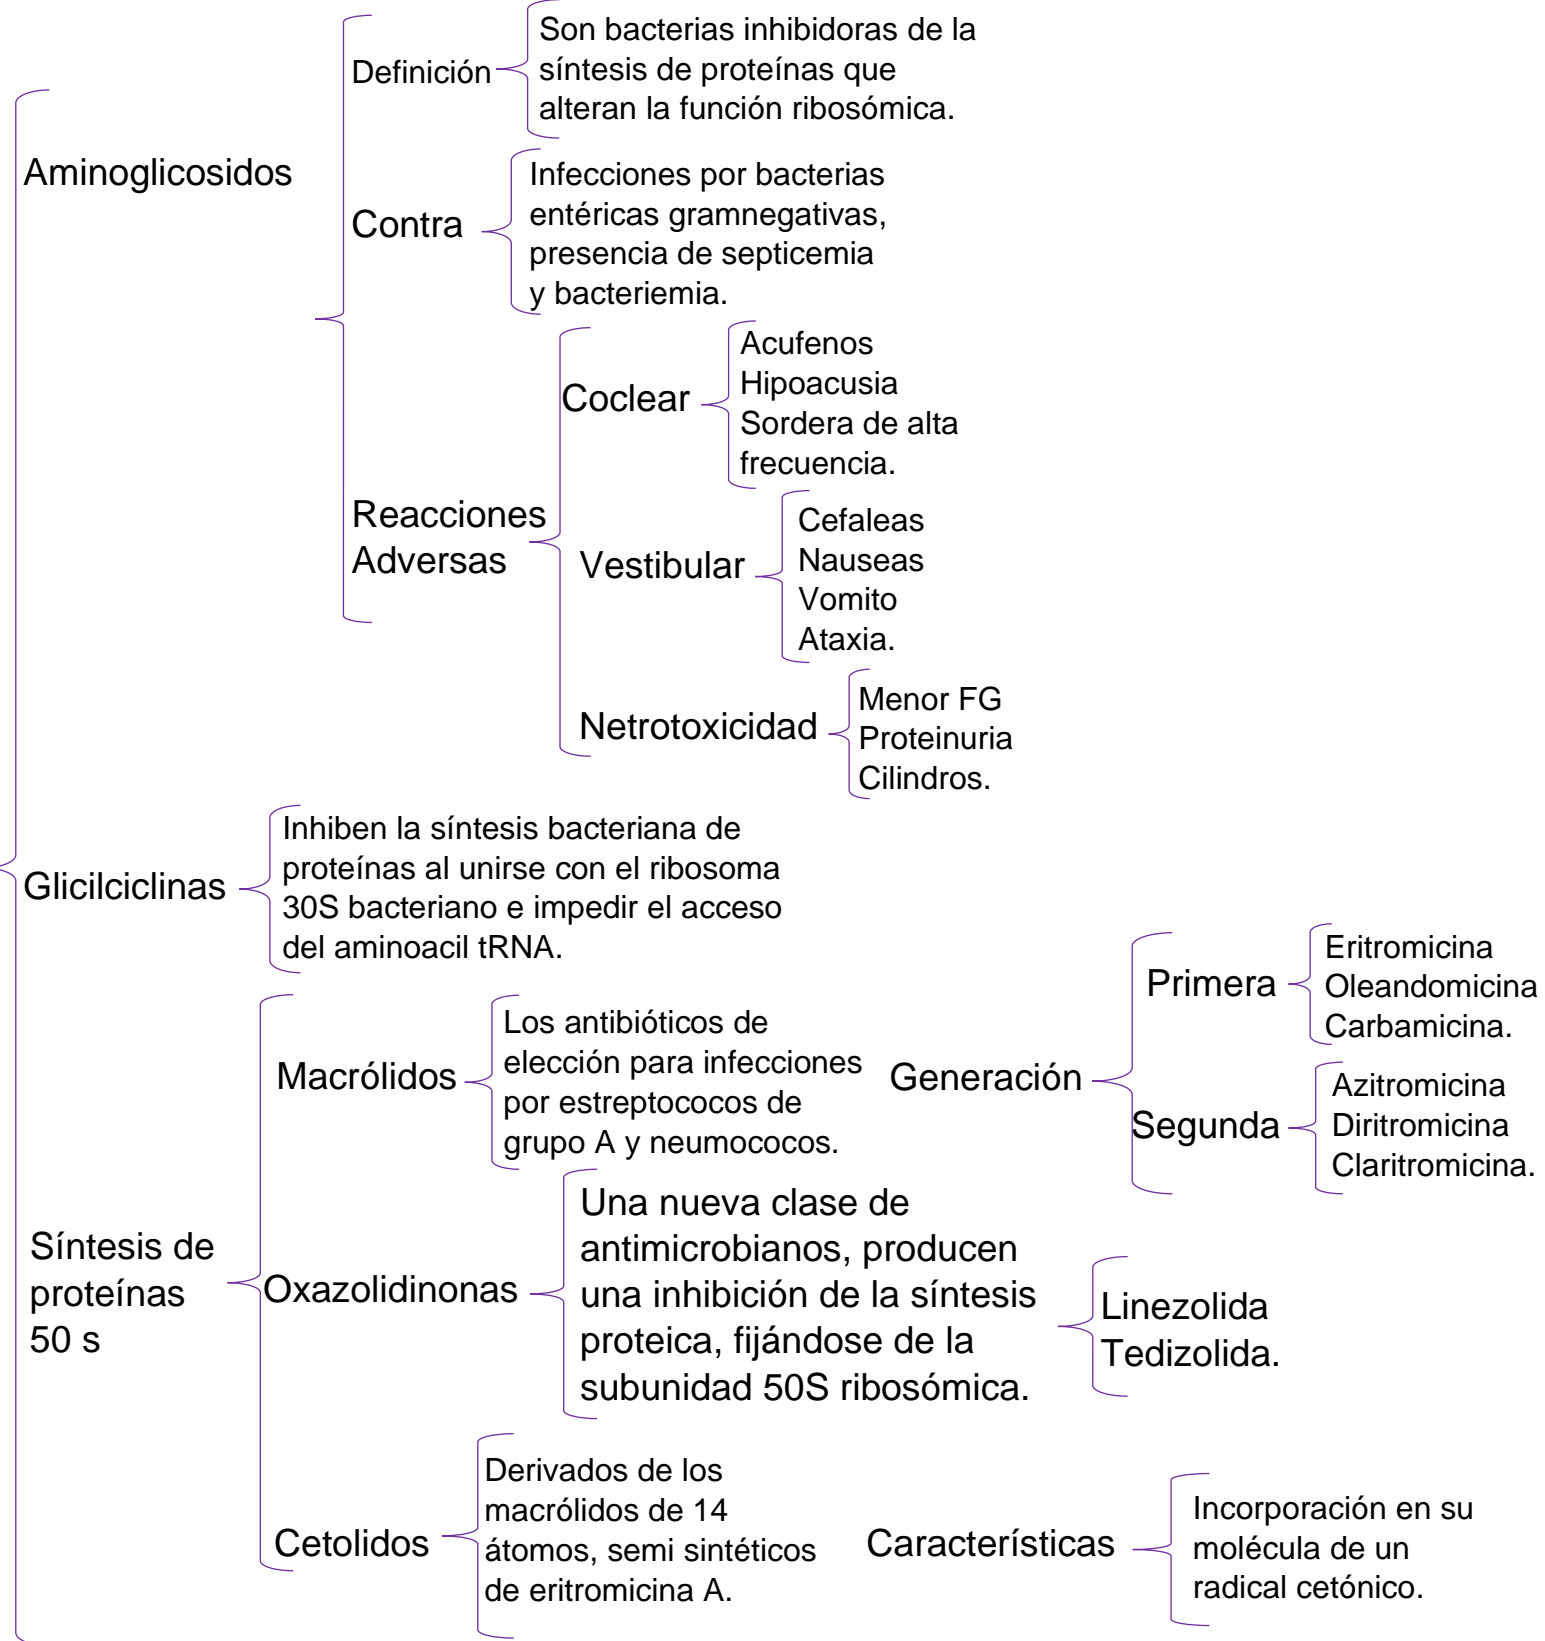 Aminoglicosidos
Definición
Son bacterias inhibidoras de la
síntesis de proteínas que
alteran la función ribosómica.
Contra
Infecciones por bacterias
entéricas gramnegativas,
presencia de septicemia
y bacteriemia.
Reacciones
Adversas
Coclear
Acufenos
Hipoacusia
Sordera de alta
frecuencia.
Vestibular
Cefaleas
Nauseas
Vomito
Ataxia.
Netrotoxicidad
Menor FG
Proteinuria
Cilindros.
Glicilciclinas
Inhiben la síntesis bacteriana de
proteínas al unirse con el ribosoma
30S bacteriano e impedir el acceso
del aminoacil tRNA.
Síntesis de
proteínas
50 s
Macrólidos
Los antibióticos de
elección para infecciones
por estreptococos de
grupo A y neumococos.
Generación
Primera
Eritromicina
Oleandomicina
Carbamicina.
Segunda
Azitromicina
Diritromicina
Claritromicina.
Oxazolidinonas
Una nueva clase de
antimicrobianos, producen
una inhibición de la síntesis
proteica, fijándose de la
subunidad 50S ribosómica.
Linezolida
Tedizolida.
Cetolidos
Derivados de los
macrólidos de 14
átomos, semi sintéticos
de eritromicina A.
Características
Incorporación en su
molécula de un
radical cetónico.